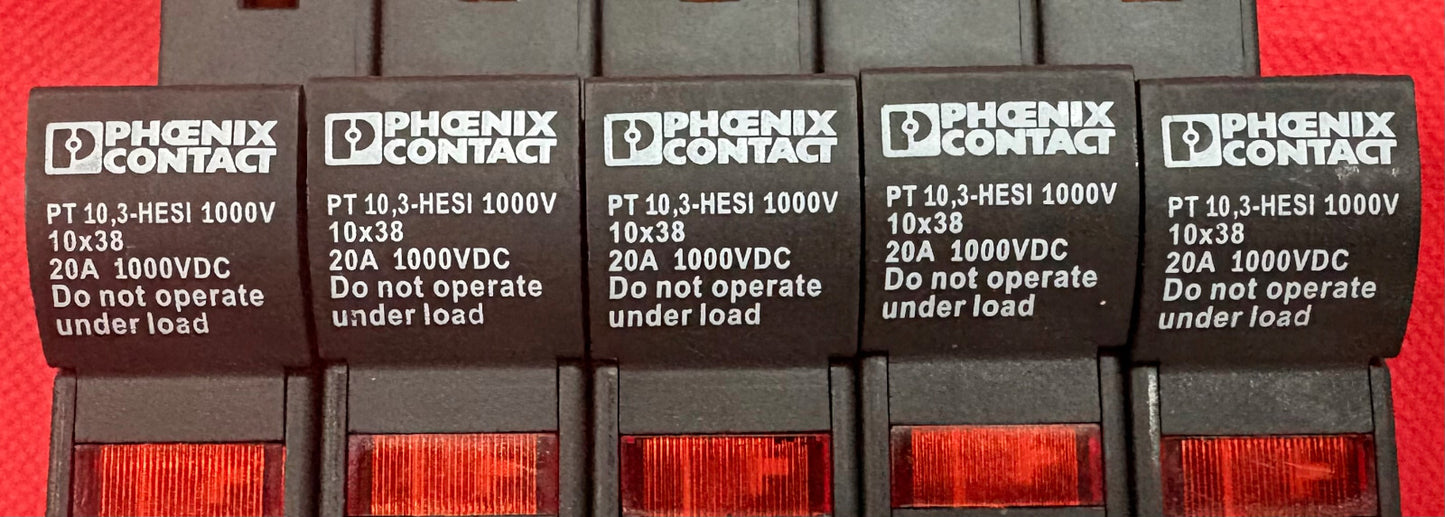 PHŒNIX
CONTACT
PT 10,3-HESI 1000V
10x38
20A 1000VDC
Do not operate
under load
PHŒNIX
CONTACT
PT 10,3-HESI 1000V
10x38
20A 1000VDC
Do not operate
under load
PHŒNIX
CONTACT
PT 10,3-HESI 1000V
10x38
20A 1000VDC
Do not operate
under load
PHŒNIX
CONTACT
PT 10,3-HESI 1000V
10x38
20A 1000VDC
Do not operate
under load
PHŒNIX
CONTACT
PT 10,3-HESI 1000V
10x38
20A 1000VDC
Do not operate
under load